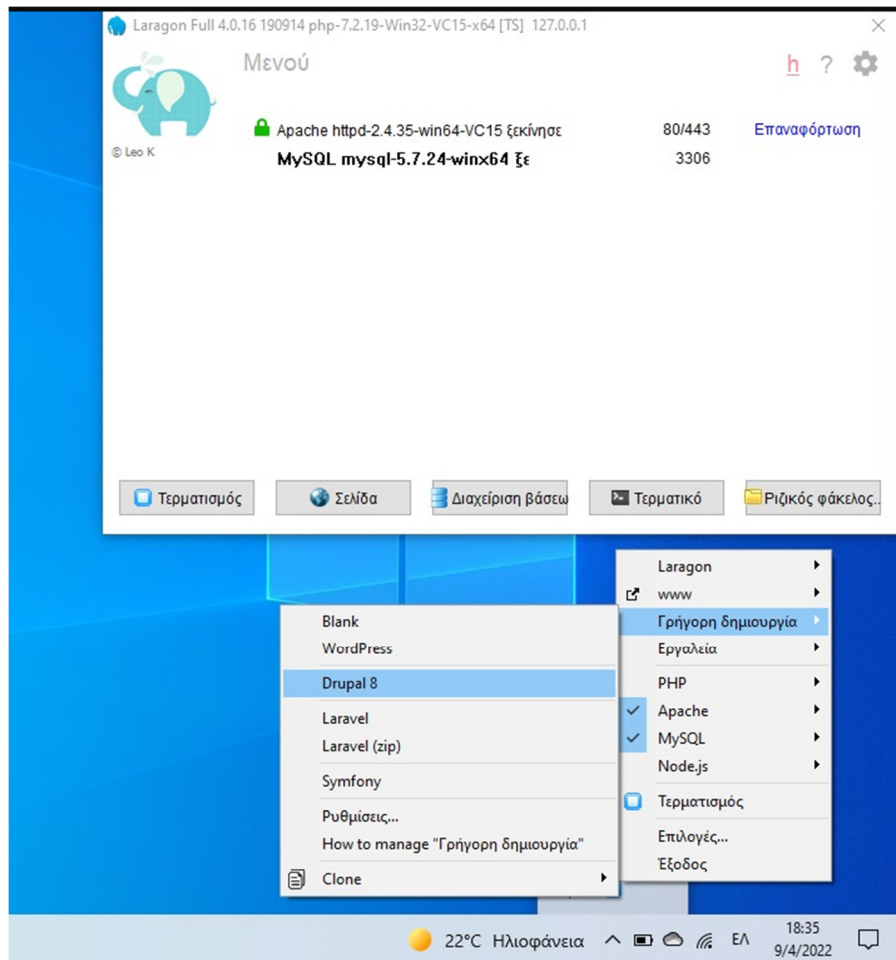 Laragon Full 4.0.16 190914 php-7.2.19-Win32-VC15-x64 [TS] 127.0.0.1
Μενού
h ?
© Leo K
Apache httpd-2.4.35-win64-VC15 ξεκίνησε 80/443 Επαναφόρτωση
MySQL mysql-5.7.24-winx64 ξε 3306
Τερματισμός
Σελίδα
Διαχείριση βάσεω
Τερματικό
Ριζικός φάκελος..
Laragon
www
Γρήγορη δημιουργία
Εργαλεία
PHP
Apache
MySQL
Node.js
Τερματισμός
Επιλογές...
Έξοδος
Blank
WordPress
Drupal 8
Laravel
Laravel (zip)
Symfony
Ρυθμίσεις...
How to manage "Γρήγορη δημιουργία"
Clone
22°C Ηλιοφάνεια
ΕΛ
18:35
9/4/2022